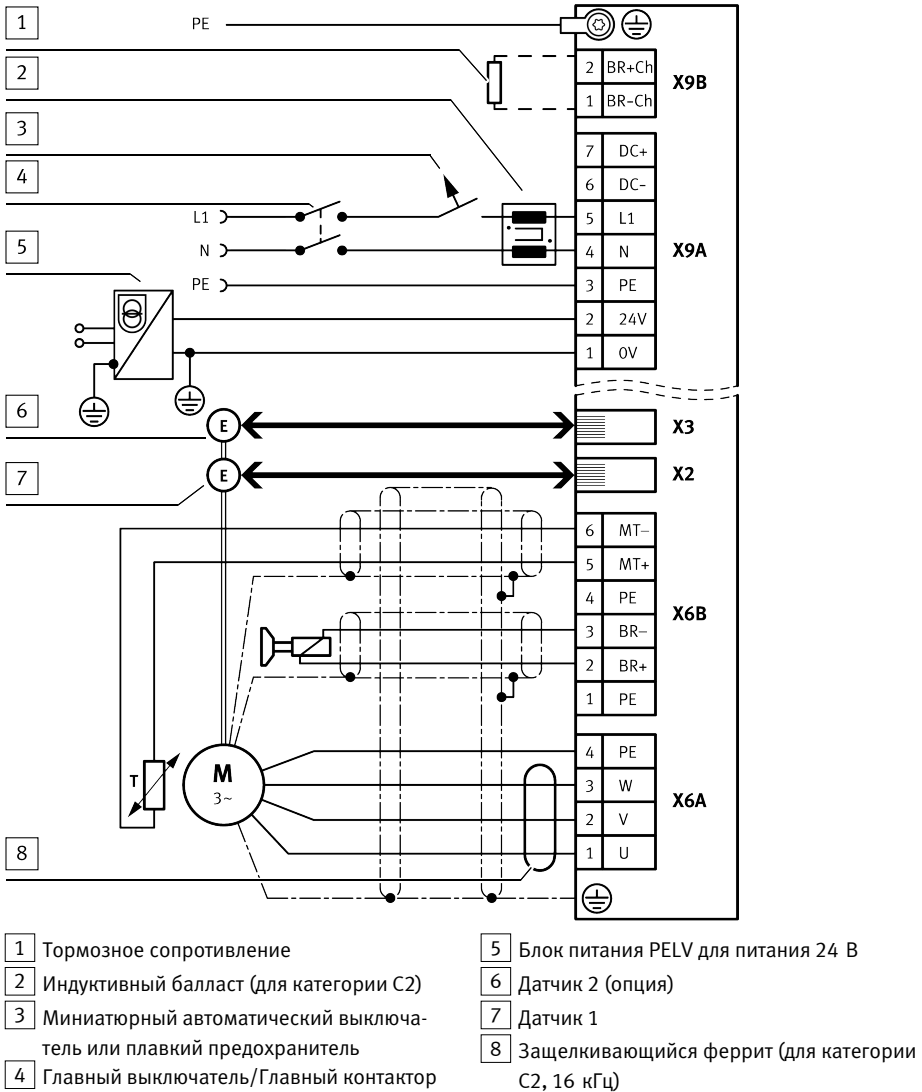 1
PE
2 BR+Ch
X9B
2
1 BR-Ch
3
7 DC+
4
6 DC-
L1
5 L1
5
N
4 N
X9A
PE
3 PE
2 24V
1 0V
6
E
X3
7
E
X2
6 MT−
5 MT+
4 PE
X6B
3 BR−
2 BR+
1 PE
4 PE
M
3~
T
3 W
X6A
2 V
8
1 U
1 Тормозное сопротивление
2 Индуктивный балласт (для категории C2)
3 Миниатюрный автоматический выключа-
тель или плавкий предохранитель
4 Главный выключатель/Главный контактор
5 Блок питания PELV для питания 24 В
6 Датчик 2 (опция)
7 Датчик 1
8 Защелкивающийся феррит (для категории
C2, 16 кГц)